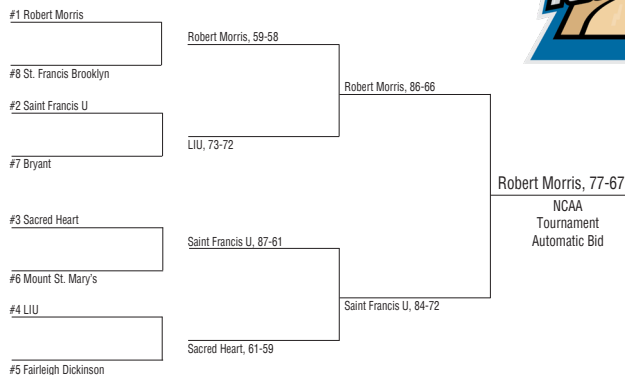 #1 Robert Morris
#8 St. Francis Brooklyn
#2 Saint Francis U
#7 Bryant
#3 Sacred Heart
#6 Mount St. Mary's
#4 LIU
#5 Fairleigh Dickinson
Robert Morris, 59-58
LIU, 73-72
Saint Francis U, 87-61
Sacred Heart, 61-59
Robert Morris, 86-66
Saint Francis U, 84-72
Robert Morris, 77-67
NCAA
Tournament
Automatic Bid